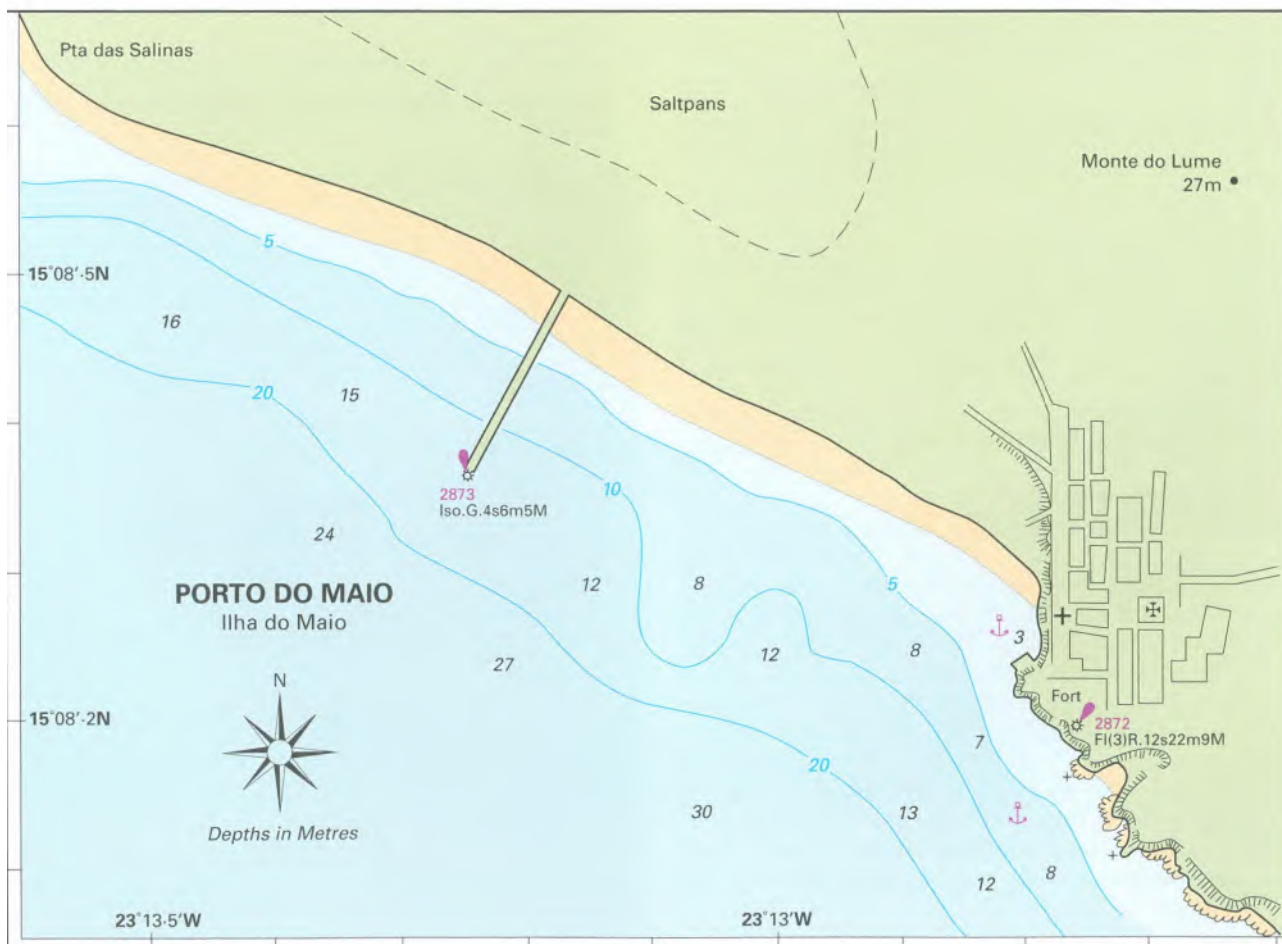 Pta das Salinas
Saltpans
Monte do Lume
27m
5
15°08'·5N
16
20
15
2873
Iso.G.4s6m5M
10
24
12
8
5
PORTO DO MAIO
Ilha do Maio
3
27
12
8
N
Fort
15°08'·2N
2872
Fl(3)R.12s22m9M
7
20
30
13
Depths in Metres
12
8
23°13·5'W
23°13'W